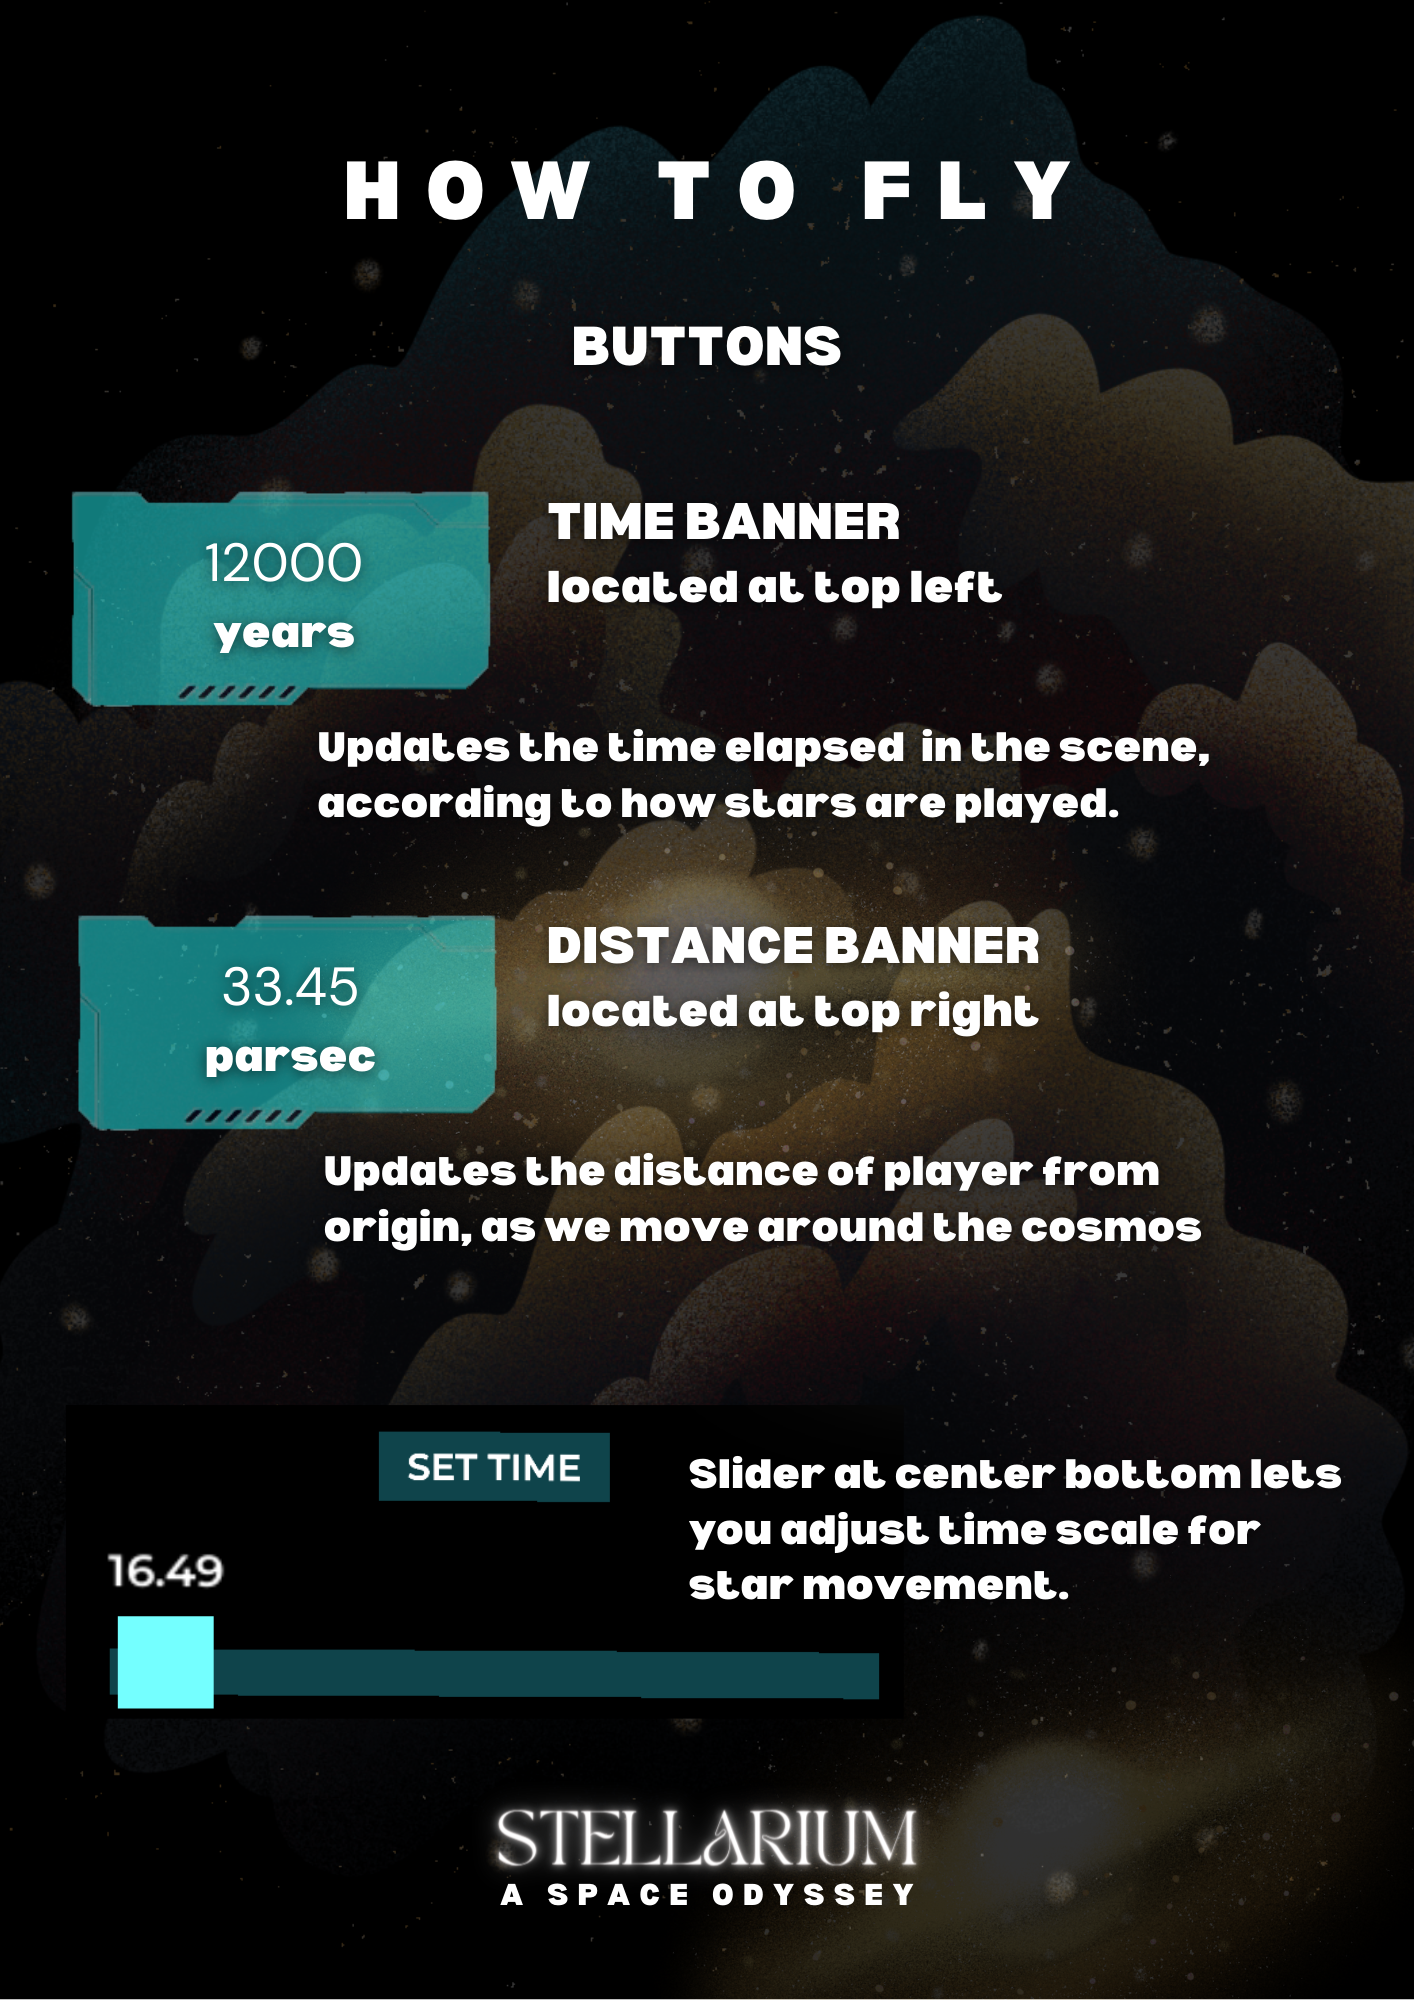 HOW TO FLY
BUTTONS
12000
years
TIME BANNER
located at top left
Updates the time elapsed in the scene,
according to how stars are played.
33.45
parsec
DISTANCE BANNER
located at top right
Updates the distance of player from
origin, as we move around the cosmos
SET TIME
16.49
Slider at center bottom lets
you adjust time scale for
star movement.
STELLARIUM
A SPACE ODYSSEY